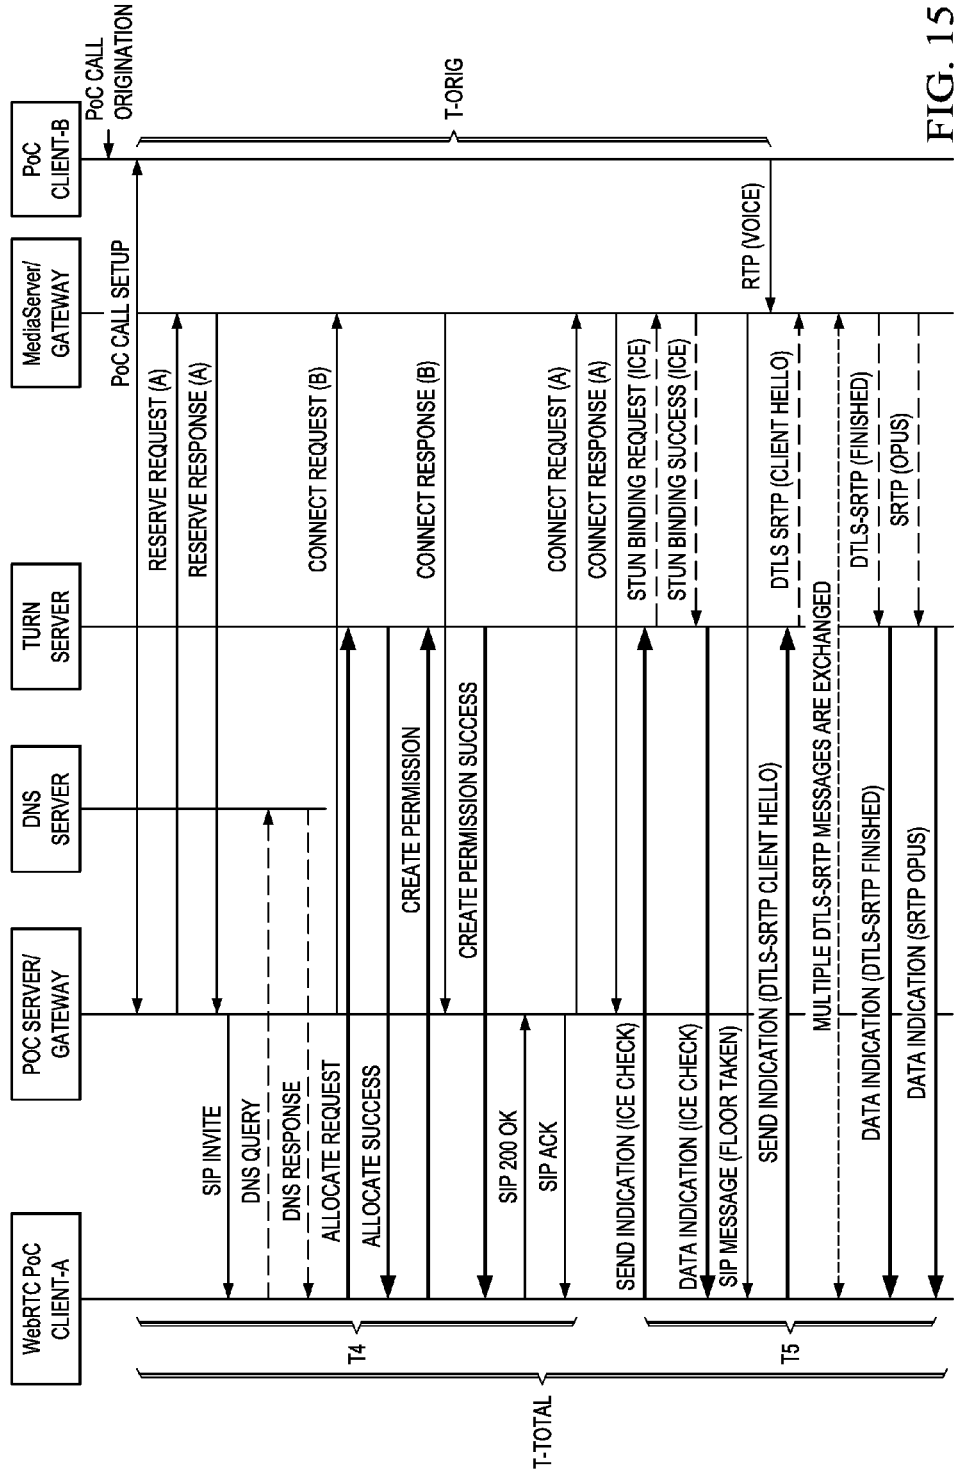 WebRTC PoC
CLIENT-A
POC SERVER/
GATEWAY
DNS
SERVER
TURN
SERVER
MediaServer/
GATEWAY
PoC
CLIENT-B
PoC CALL
ORIGINATION
PoC CALL SETUP
RESERVE REQUEST (A)
RESERVE RESPONSE (A)
SIP INVITE
DNS QUERY
DNS RESPONSE
CONNECT REQUEST (B)
ALLOCATE REQUEST
ALLOCATE SUCCESS
CREATE PERMISSION
CONNECT RESPONSE (B)
CREATE PERMISSION SUCCESS
SIP 200 OK
SIP ACK
CONNECT REQUEST (A)
CONNECT RESPONSE (A)
SEND INDICATION (ICE CHECK)
STUN BINDING REQUEST (ICE)
STUN BINDING SUCCESS (ICE)
DATA INDICATION (ICE CHECK)
SIP MESSAGE (FLOOR TAKEN)
RTP (VOICE)
SEND INDICATION (DTLS-SRTP CLIENT HELLO)
DTLS SRTP (CLIENT HELLO)
MULTIPLE DTLS-SRTP MESSAGES ARE EXCHANGED
DTLS-SRTP (FINISHED)
DATA INDICATION (DTLS-SRTP FINISHED)
SRTP (OPUS)
DATA INDICATION (SRTP OPUS)
T4
T5
T-TOTAL
T-ORIG
FIG. 15